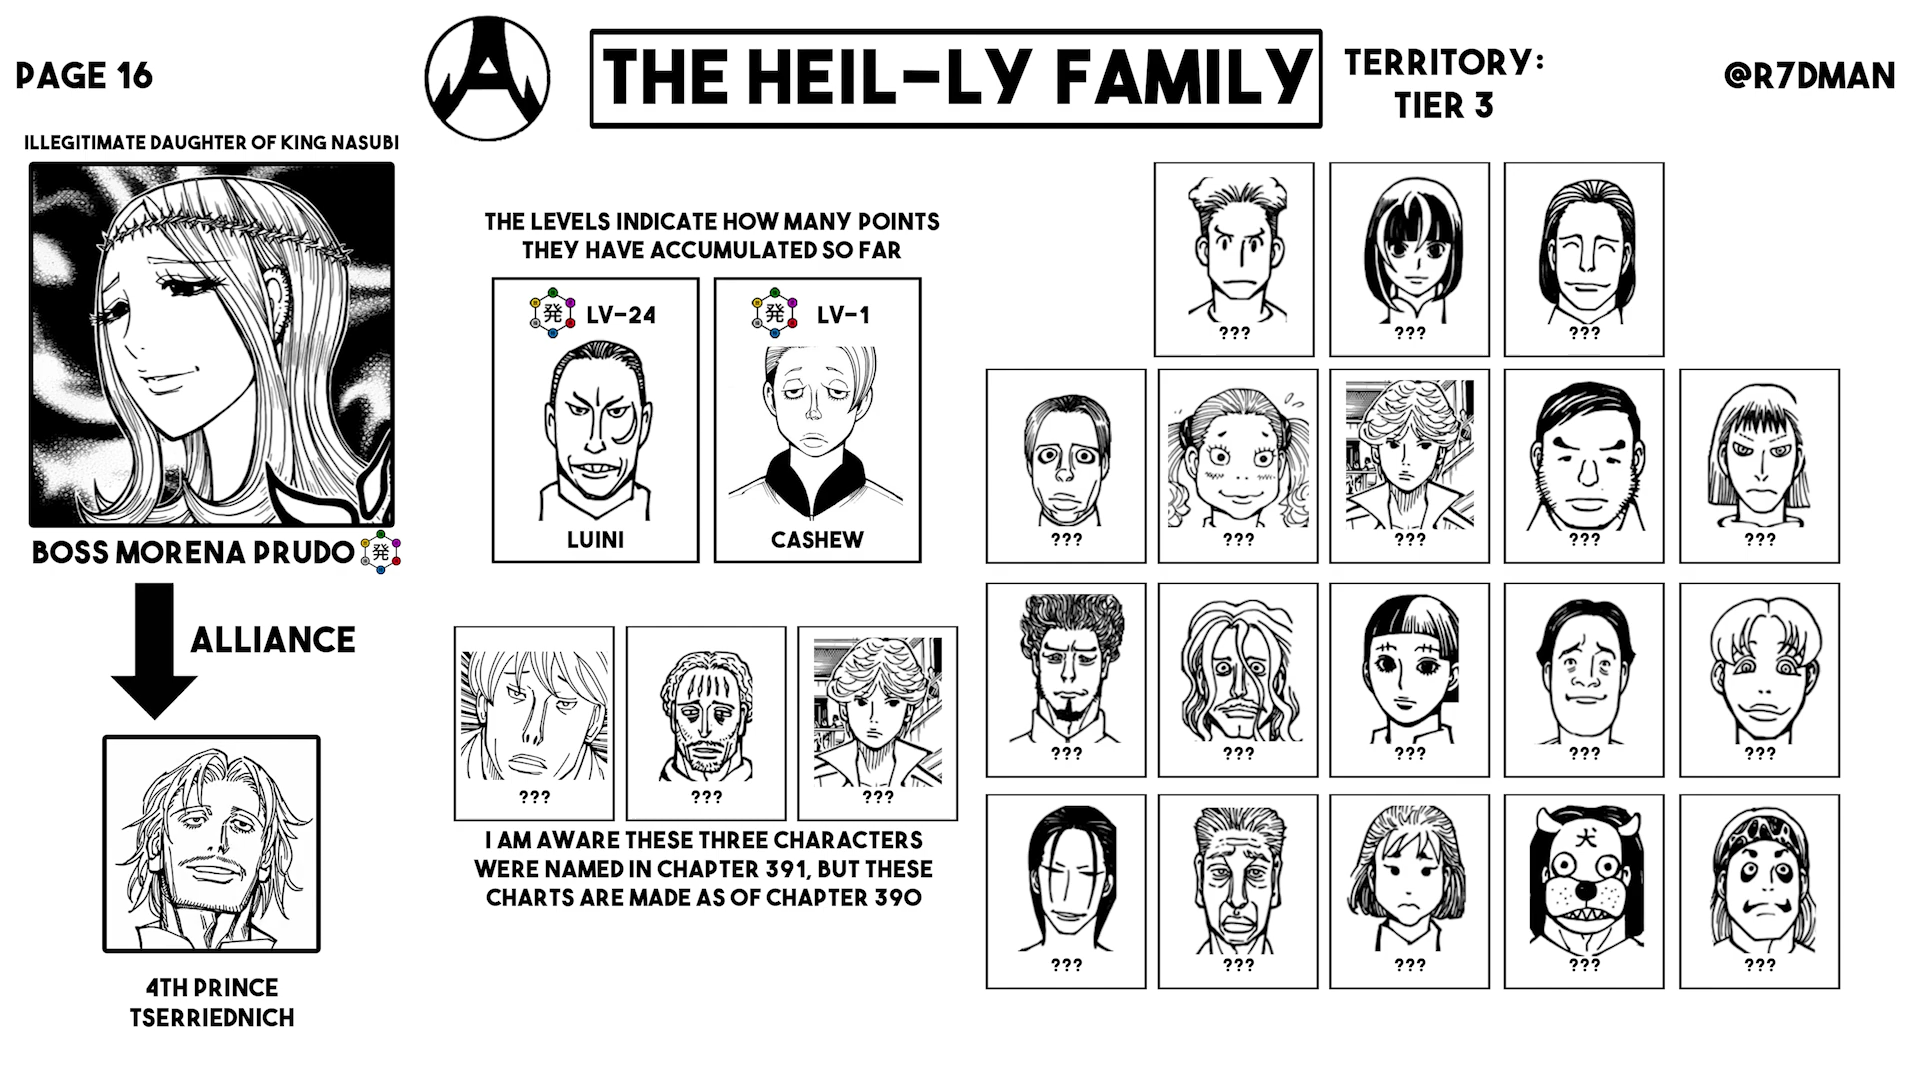 PAGE 16
THE HEIL-LY FAMILY
TERRITORY:
TIER 3
@R7DMAN
ILLEGITIMATE DAUGHTER OF KING NASUBI
BOSS MORENA PRUDO 発
ALLIANCE
4TH PRINCE
TSERRIEDNICH
THE LEVELS INDICATE HOW MANY POINTS
THEY HAVE ACCUMULATED SO FAR
発 LV-24
LUINI
発 LV-1
CASHEW
??? ??? ???
I AM AWARE THESE THREE CHARACTERS
WERE NAMED IN CHAPTER 391, BUT THESE
CHARTS ARE MADE AS OF CHAPTER 390
??? ??? ???
??? ??? ??? ??? ???
??? ??? ??? ??? ???
犬
??? ??? ??? ??? ???